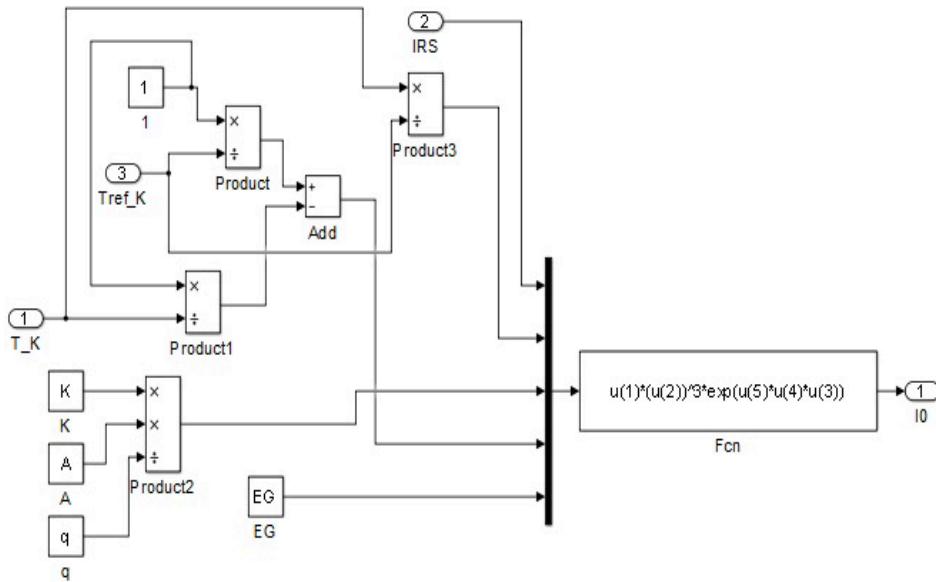 2
IRS
1
1
×
÷
Product
×
÷
Product3
3
Tref_K
+
−
Add
×
÷
Product1
1
T_K
K
K
A
A
q
q
×
×
÷
Product2
EG
EG
u(1)*(u(2))^3*exp(u(5)*u(4)*u(3))
Fcn
1
I0